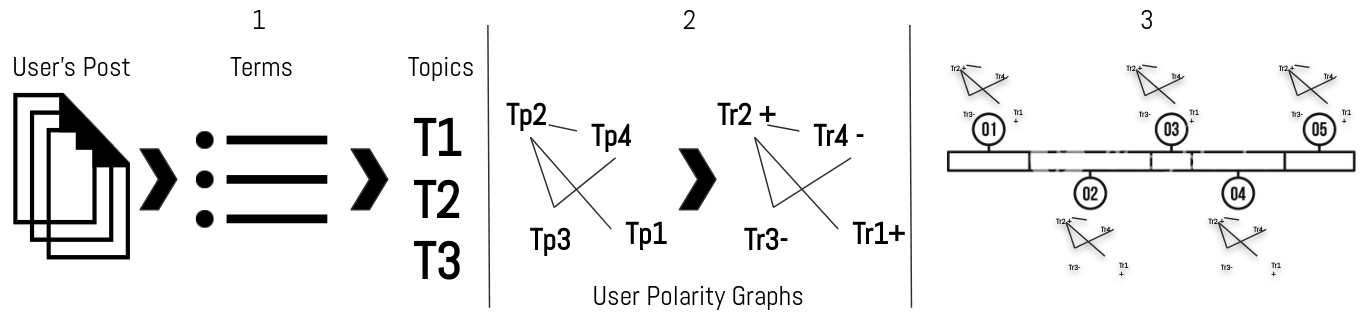 1
User's Post
Terms
Topics
T1
T2
T3
2
Tp2
Tp4
Tp3
Tp1
Tr2 +
Tr4 -
Tr3-
Tr1+
User Polarity Graphs
3
Tr2 +
Tr4
Tr3-
Tr1
+
01
Tr2 +
Tr4
Tr3-
Tr1
+
03
Tr2 +
Tr4
Tr3-
Tr1
+
05
02
Tr2 +
Tr4
Tr3-
Tr1
+
04
Tr2 +
Tr4
Tr3-
Tr1
+